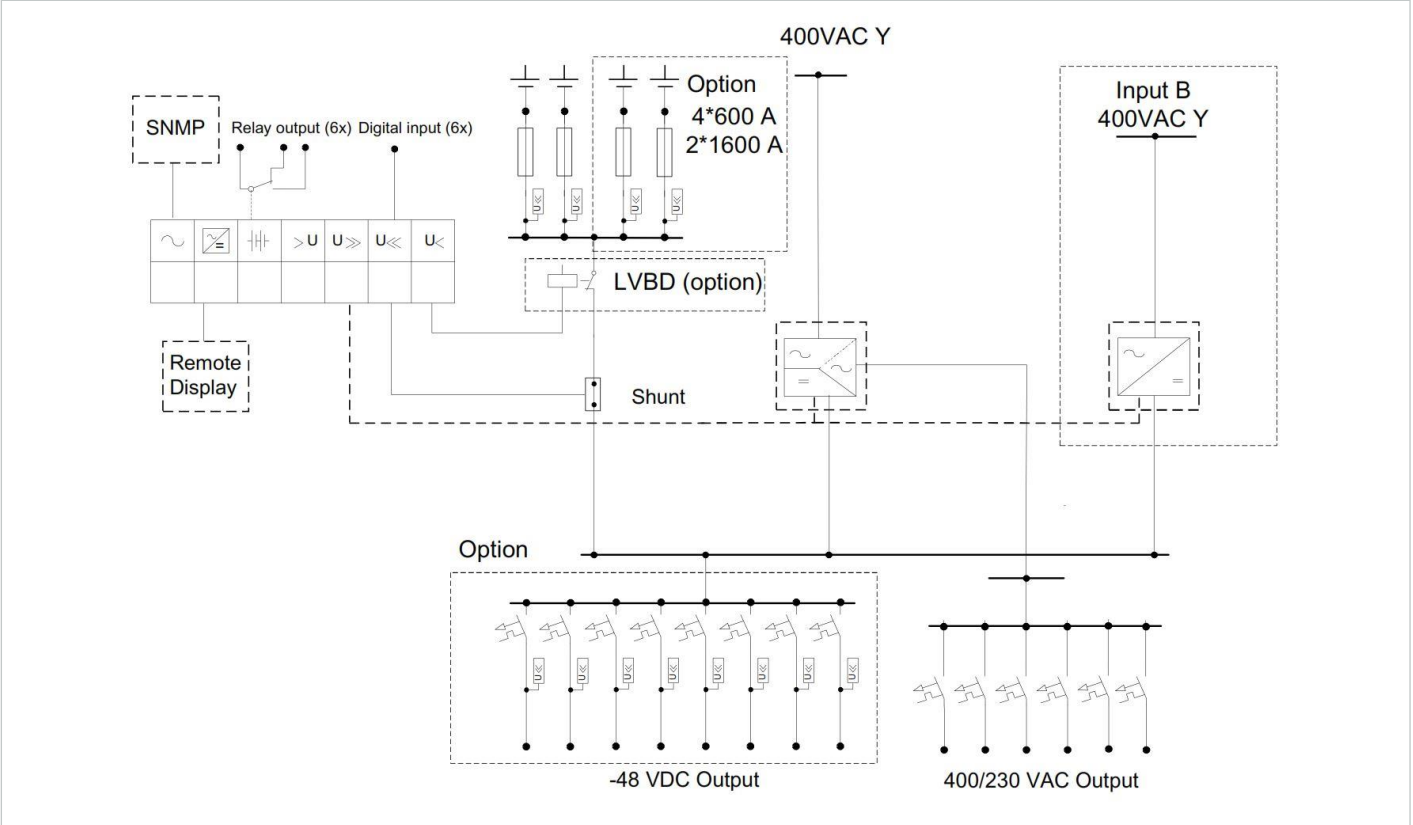 400VAC Y
Option
4*600 A
2*1600 A
Input B
400VAC Y
SNMP
Relay output (6x) Digital input (6x)
U≪ U≪ U≪ U≪
>U U≫ U≪ U<
LVBD (option)
Remote
Display
Shunt
Option
U≪ U≪ U≪ U≪ U≪ U≪ U≪ U≪
-48 VDC Output
400/230 VAC Output